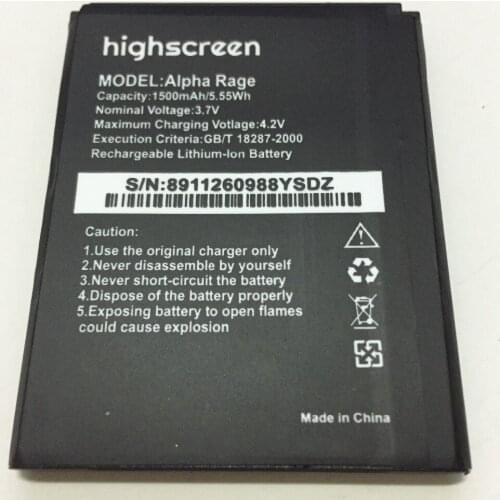 highscreen
MODEL:Alpha Rage
Capacity:1500mAh/5.55Wh
Nominal Voltage:3.7V
Maximum Charging Votlage:4.2V
Execution Criteria:GB/T 18287-2000
Rechargeable Lithium-Ion Battery
S/N:8911260988YSDZ
Caution:
1.Use the original charger only
2.Never disassemble by yourself
3.Never short-circuit the battery
4.Dispose of the battery properly
5.Exposing battery to open flames
could cause explosion
Made in China